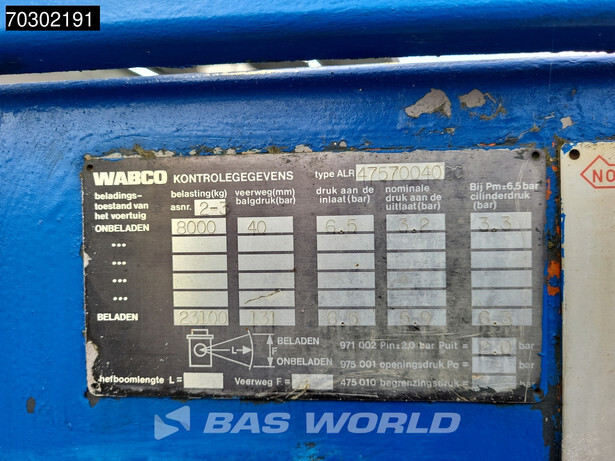 70302191
WABCO KONTROLEGEGEVENS type ALR 47570040
beladings-
toestand van
het voertuig
belasting(kg)
asnr. 2-3
veerweg(mm)
balgdruk(bar)
druk aan de
inlaat(bar)
nominale
druk aan de
uitlaat(bar)
Bij Pm=6,5bar
cilinderdruk(bar)
ONBELADEN 8000 40 6.5 3.2 3.3
•••
•••
•••
•••
BELADEN 23100 131
BELADEN
L
F
ONBELADEN
971 002 Pin=2,0 bar Puit = bar
975 001 openingsdruk Po = bar
475 010 begrenzingsdruk = bar
hefboomlengte L= Veerweg F =
NO
BAS WORLD